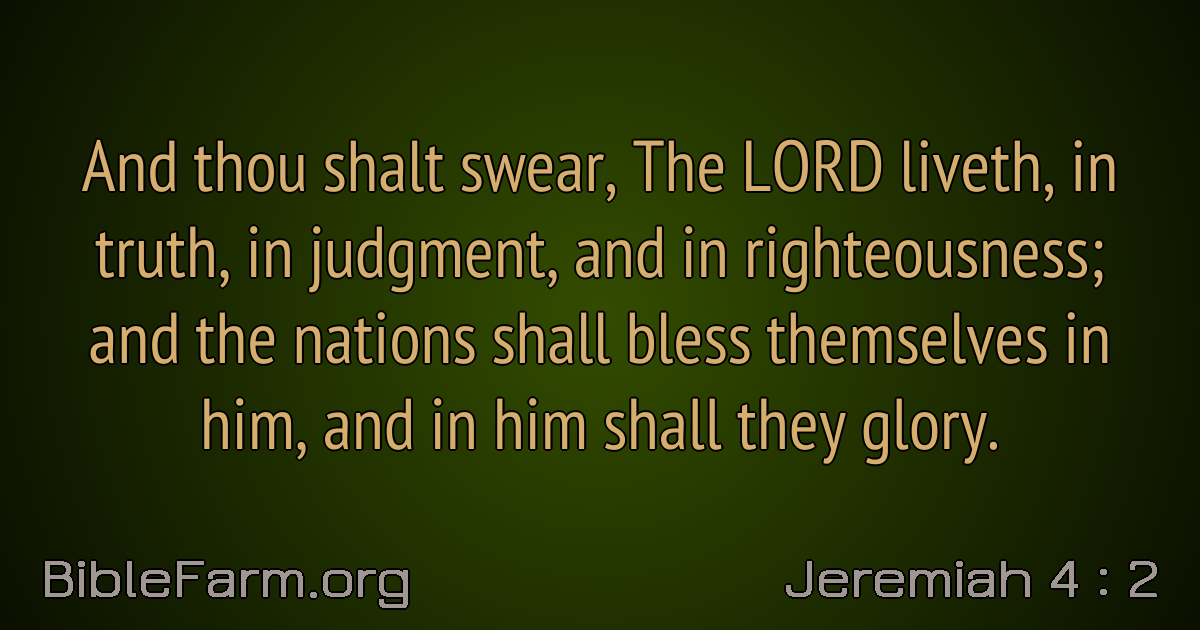 And thou shalt swear, The LORD liveth, in
truth, in judgment, and in righteousness;
and the nations shall bless themselves in
him, and in him shall they glory.
BibleFarm.org
Jeremiah 4 : 2